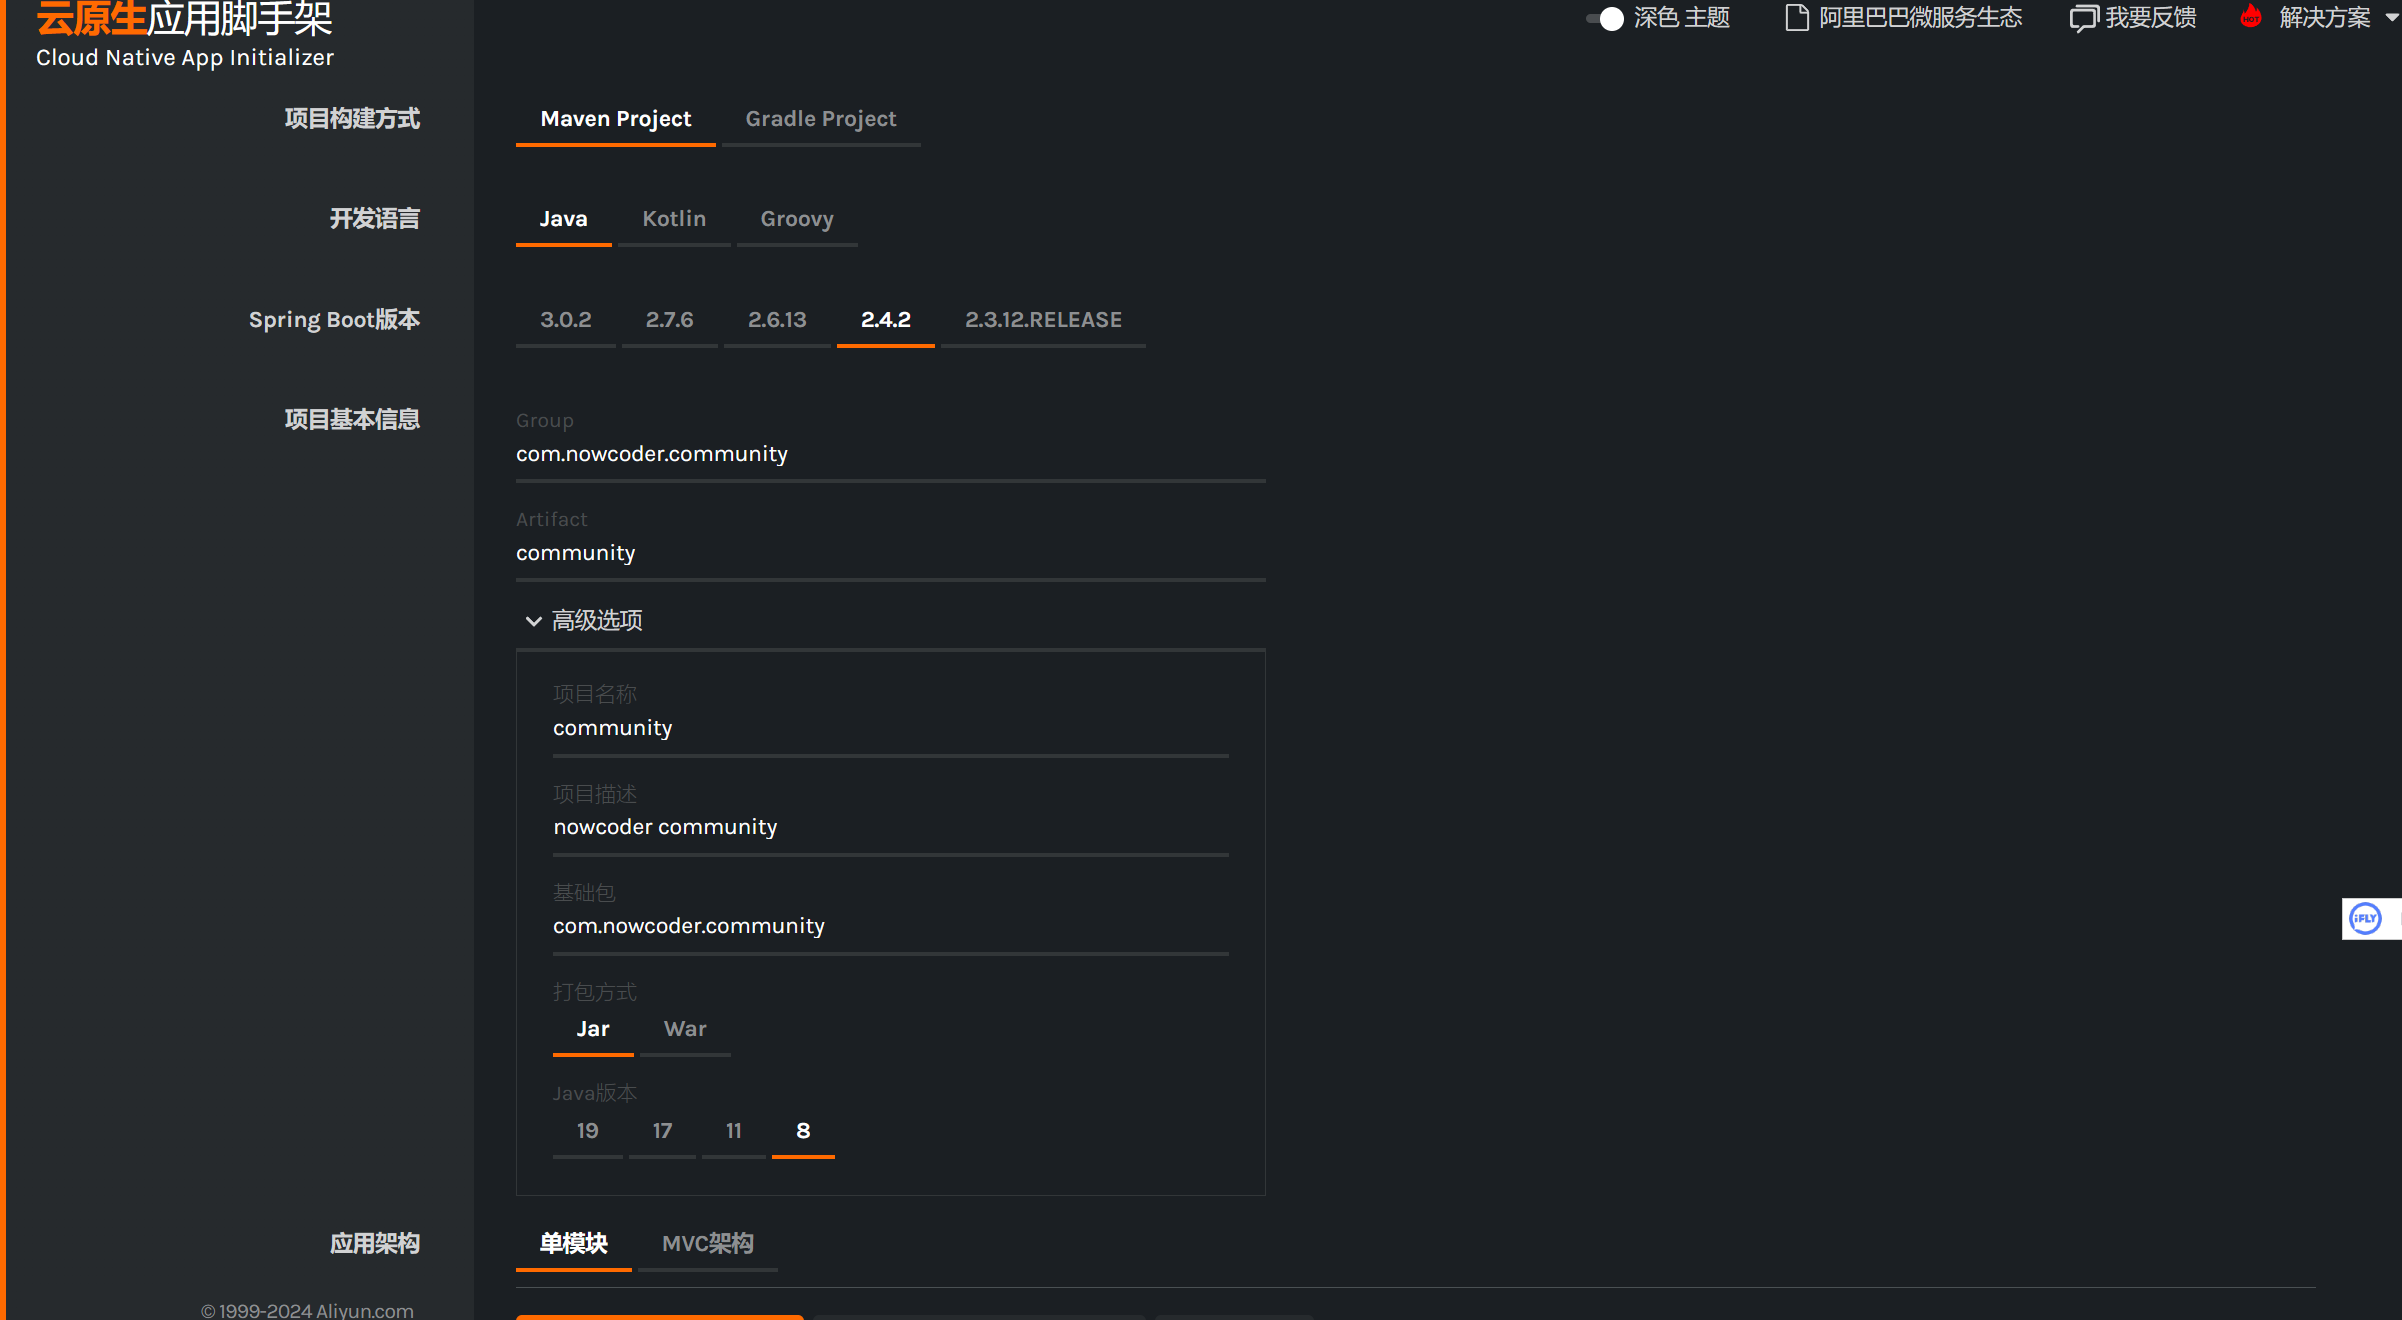 云原生应用脚手架
Cloud Native App Initializer
深色 主题
阿里巴巴微服务生态
我要反馈
HOT
解决方案
项目构建方式
Maven Project
Gradle Project
开发语言
Java
Kotlin
Groovy
Spring Boot版本
3.0.2
2.7.6
2.6.13
2.4.2
2.3.12.RELEASE
项目基本信息
Group
com.nowcoder.community
Artifact
community
高级选项
项目名称
community
项目描述
nowcoder community
基础包
com.nowcoder.community
打包方式
Jar
War
Java版本
19
17
11
8
iFLY
应用架构
单模块
MVC架构
© 1999-2024 Aliyun.com